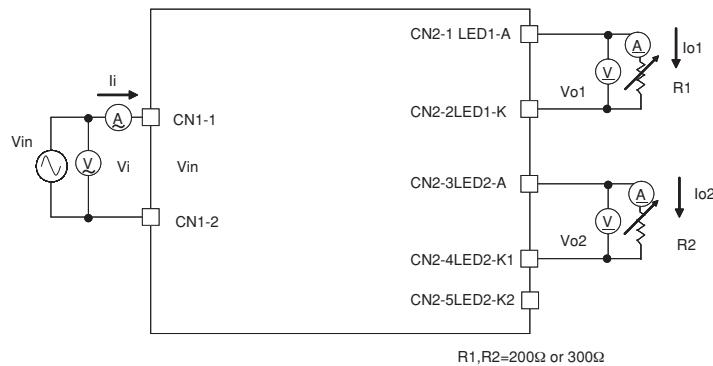 CN2-1 LED1-A
A
Io1
Ii
V
Vo1
R1
A
CN1-1
CN2-2LED1-K
Vin
V
Vi
Vin
CN2-3LED2-A
A
Io2
CN1-2
V
Vo2
R2
CN2-4LED2-K1
CN2-5LED2-K2
R1,R2=200Ω or 300Ω